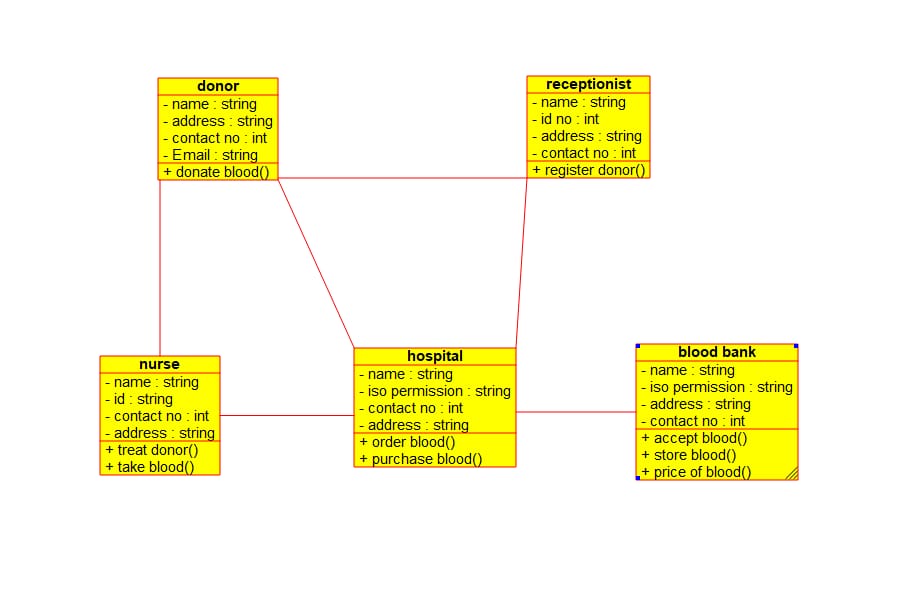 donor
- name : string
- address : string
- contact no : int
- Email : string
+ donate blood()
receptionist
- name : string
- id no : int
- address : string
- contact no : int
+ register donor()
nurse
- name : string
- id : string
- contact no : int
- address : string
+ treat donor()
+ take blood()
hospital
- name : string
- iso permission : string
- contact no : int
- address : string
+ order blood()
+ purchase blood()
blood bank
- name : string
- iso permission : string
- address : string
- contact no : int
+ accept blood()
+ store blood()
+ price of blood()